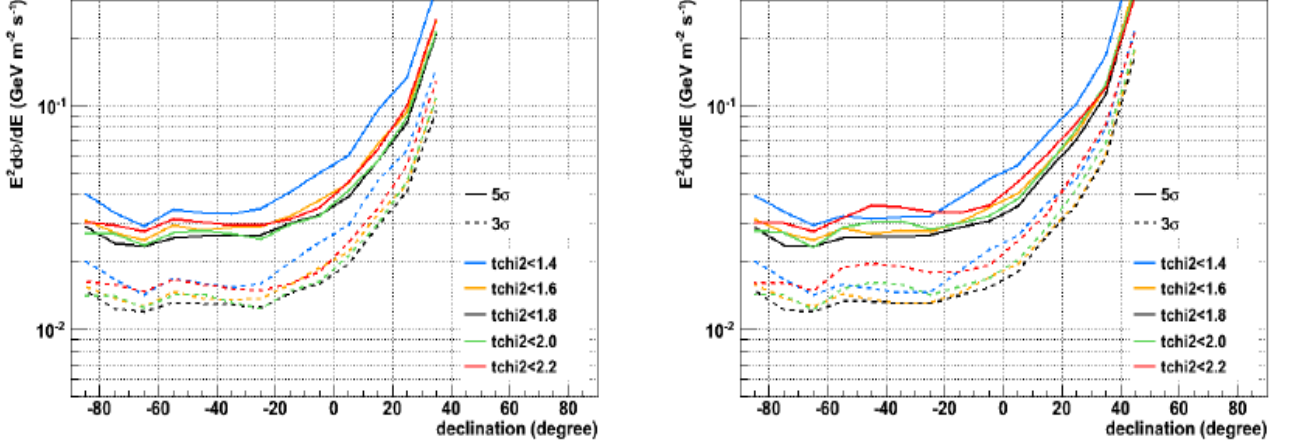 E²dΦ/dE (GeV m⁻² s⁻¹)
10⁻¹
10⁻²
5σ
3σ
tchi2<1.4
tchi2<1.6
tchi2<1.8
tchi2<2.0
tchi2<2.2
-80 -60 -40 -20 0 20 40 60 80
declination (degree)
E²dΦ/dE (GeV m⁻² s⁻¹)
10⁻¹
10⁻²
5σ
3σ
tchi2<1.4
tchi2<1.6
tchi2<1.8
tchi2<2.0
tchi2<2.2
-80 -60 -40 -20 0 20 40 60 80
declination (degree)